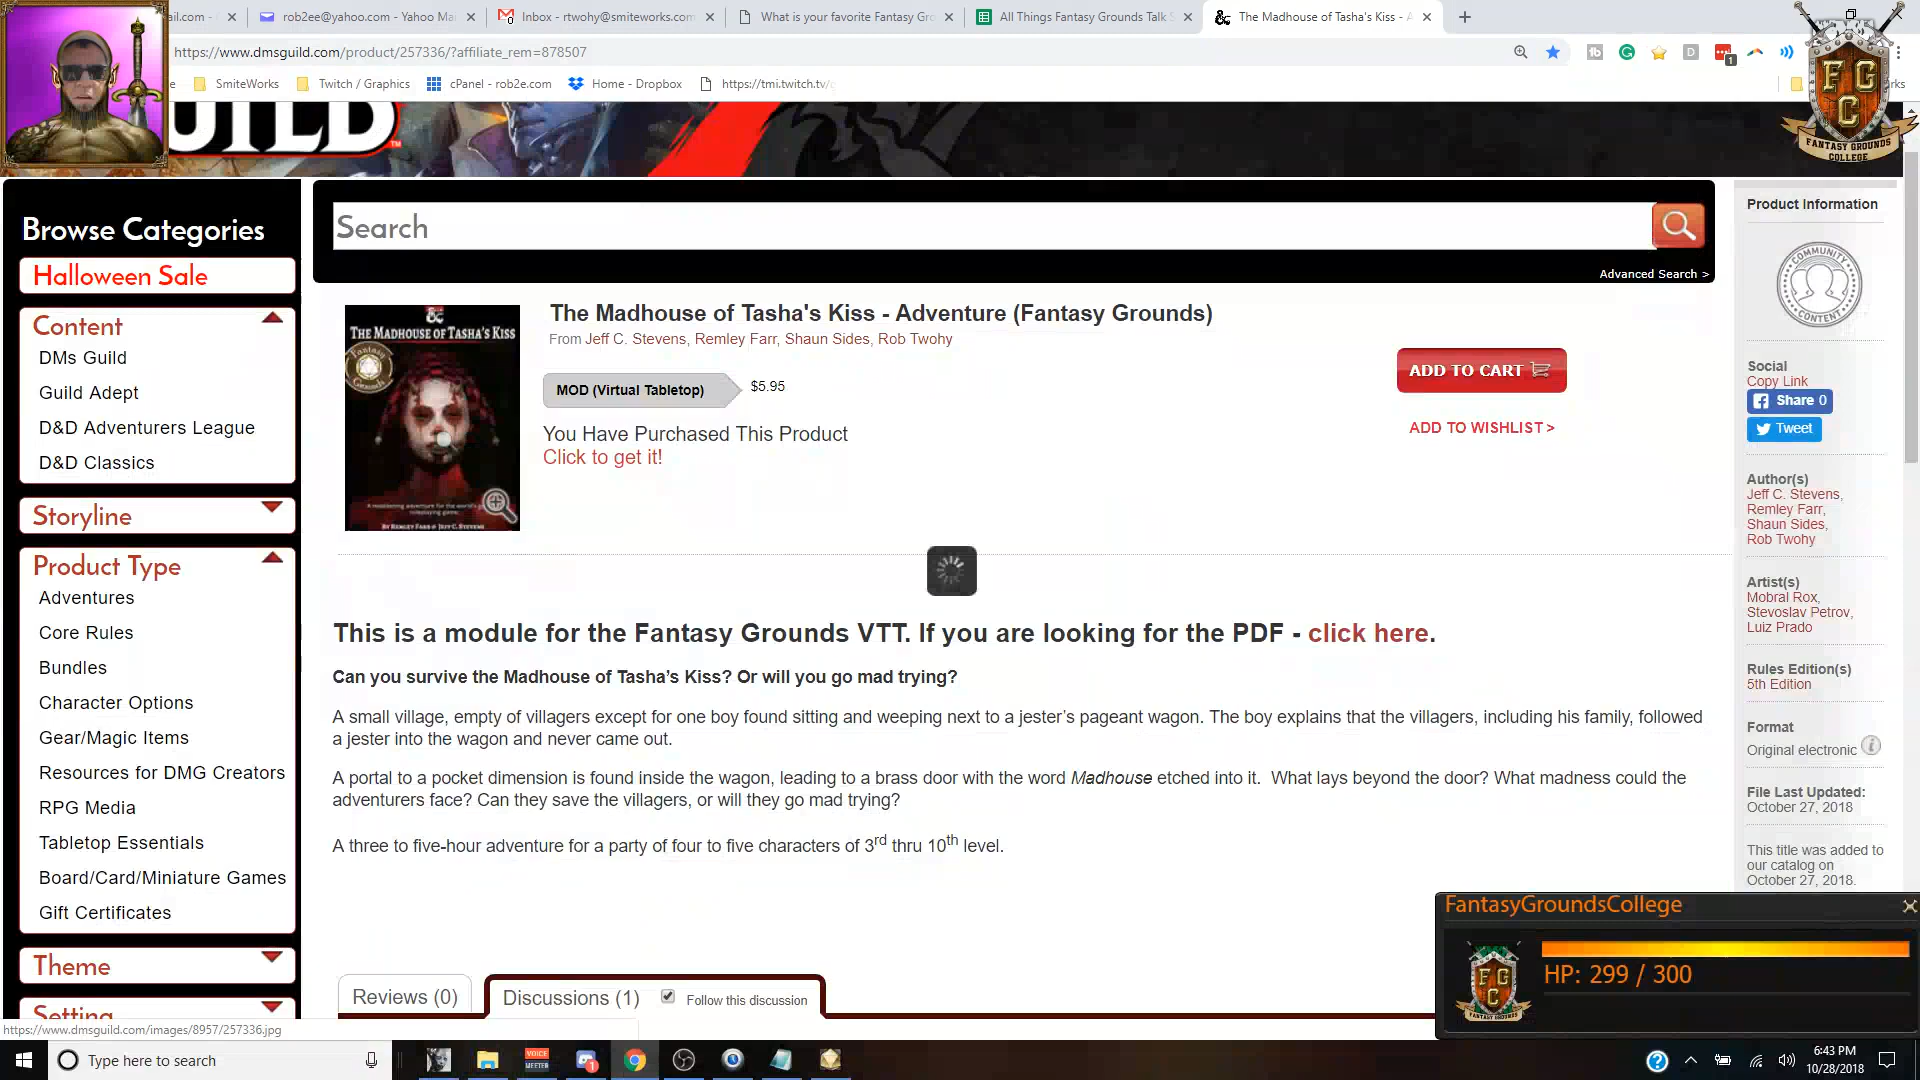 ail.com -
rob2ee@yahoo.com - Yahoo Ma
Inbox - rtwohy@smiteworks.com
What is your favorite Fantasy Gro
All Things Fantasy Grounds Talk S
The Madhouse of Tasha's Kiss - A
https://www.dmsguild.com/product/257336/?affiliate_rem=878507
SmiteWorks
Twitch / Graphics
cPanel - rob2e.com
Home - Dropbox
https://tmi.twitch.tv/g
rks
FGC
FANTASY GROUNDS
COLLEGE
GUILD
Browse Categories
Halloween Sale
Content
DMs Guild
Guild Adept
D&D Adventurers League
D&D Classics
Storyline
Product Type
Adventures
Core Rules
Bundles
Character Options
Gear/Magic Items
Resources for DMG Creators
RPG Media
Tabletop Essentials
Board/Card/Miniature Games
Gift Certificates
Theme
Setting
Search
Advanced Search >
THE MADHOUSE OF TASHA'S KISS
Fantasy
Grounds
BY REMLEY FARR & JEFF C. STEVENS
The Madhouse of Tasha's Kiss - Adventure (Fantasy Grounds)
From Jeff C. Stevens, Remley Farr, Shaun Sides, Rob Twohy
MOD (Virtual Tabletop)
$5.95
You Have Purchased This Product
Click to get it!
ADD TO CART
ADD TO WISHLIST >
This is a module for the Fantasy Grounds VTT. If you are looking for the PDF - click here.
Can you survive the Madhouse of Tasha’s Kiss? Or will you go mad trying?
A small village, empty of villagers except for one boy found sitting and weeping next to a jester’s pageant wagon. The boy explains that the villagers, including his family, followed
a jester into the wagon and never came out.
A portal to a pocket dimension is found inside the wagon, leading to a brass door with the word Madhouse etched into it. What lays beyond the door? What madness could the
adventurers face? Can they save the villagers, or will they go mad trying?
A three to five-hour adventure for a party of four to five characters of 3rd thru 10th level.
Reviews (0)
Discussions (1)
Follow this discussion
Product Information
COMMUNITY
CONTENT
Social
Copy Link
Share 0
Tweet
Author(s)
Jeff C. Stevens,
Remley Farr,
Shaun Sides,
Rob Twohy
Artist(s)
Mobral Rox,
Stevoslav Petrov,
Luiz Prado
Rules Edition(s)
5th Edition
Format
Original electronic
File Last Updated:
October 27, 2018
This title was added to
our catalog on
October 27, 2018.
FantasyGroundsCollege
FGC
HP: 299 / 300
https://www.dmsguild.com/images/8957/257336.jpg
Type here to search
VOICE
MEETER
6:43 PM
10/28/2018